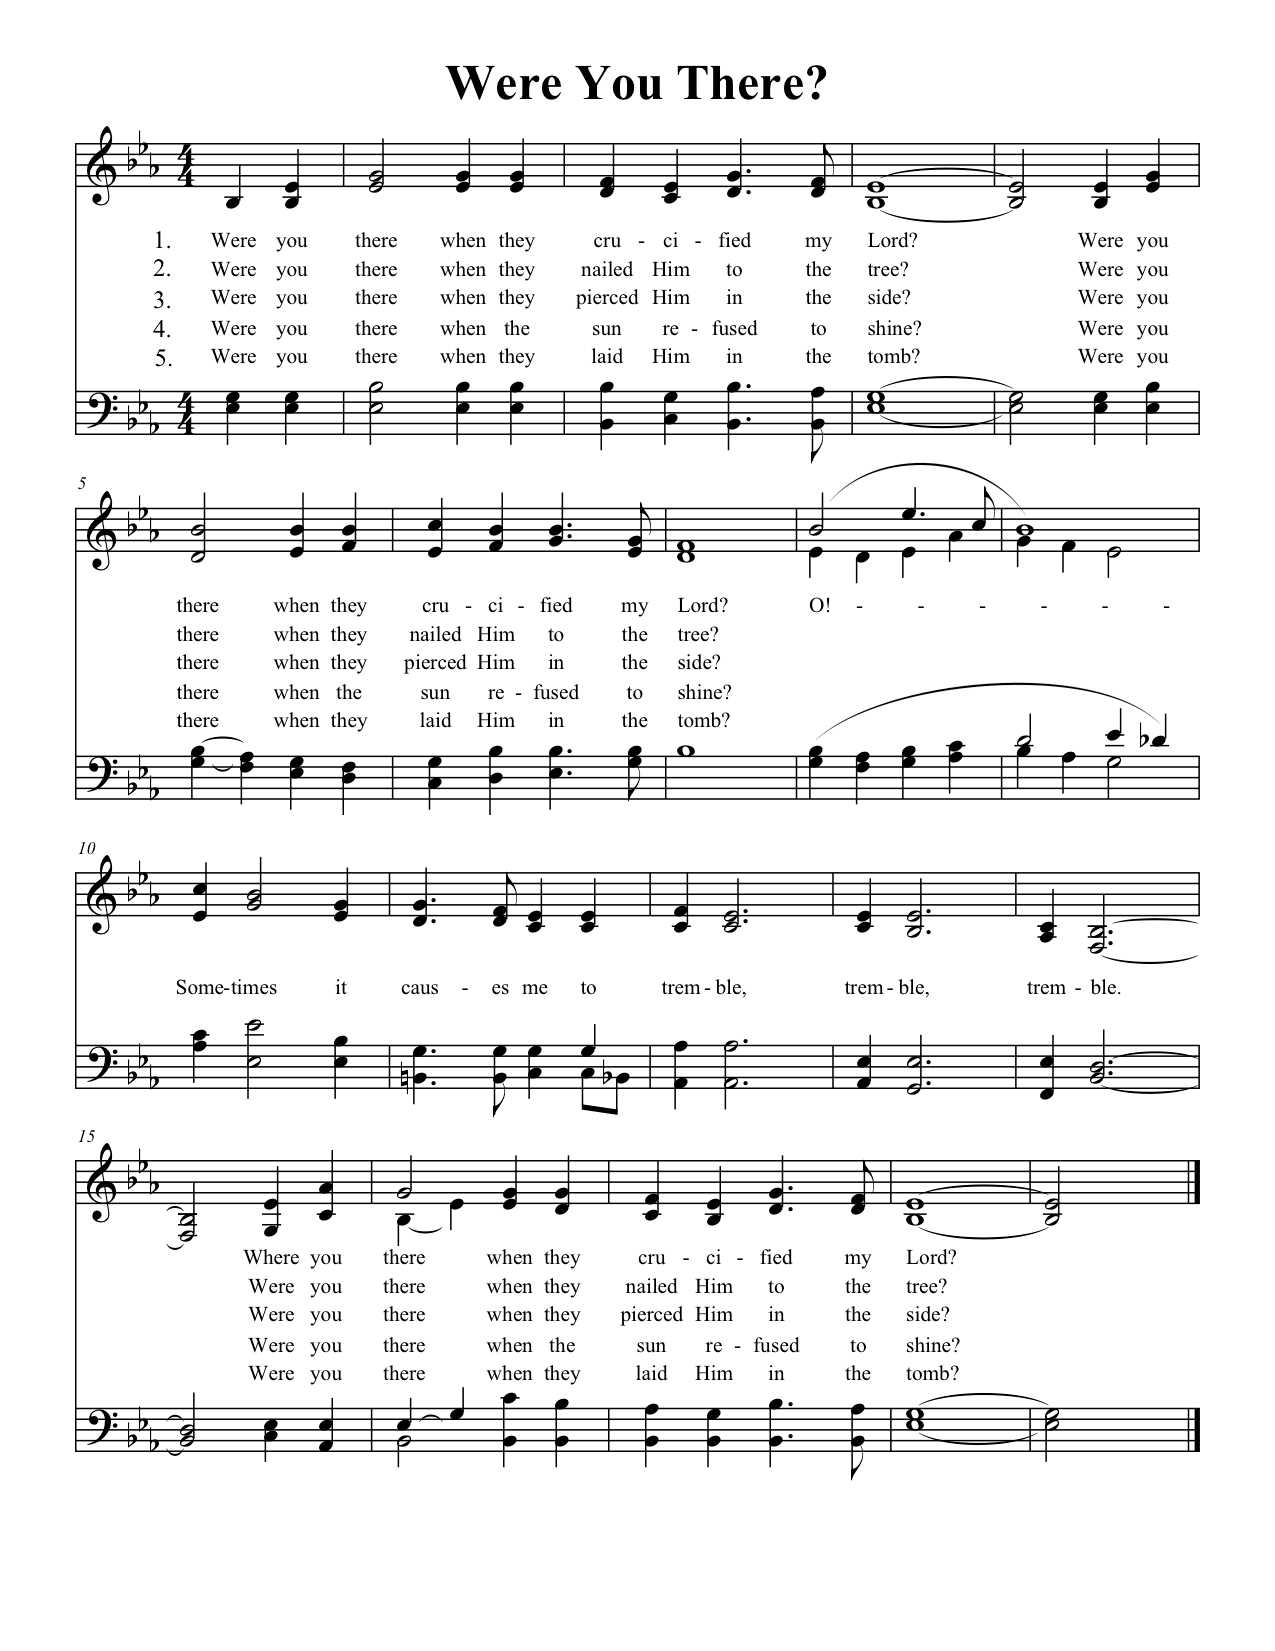 Were You There?
1. Were you there when they cru - ci - fied my Lord? Were you
2. Were you there when they nailed Him to the tree? Were you
3. Were you there when they pierced Him in the side? Were you
4. Were you there when the sun re - fused to shine? Were you
5. Were you there when they laid Him in the tomb? Were you
5
there when they cru - ci - fied my Lord? O! - - - - - -
there when they nailed Him to the tree?
there when they pierced Him in the side?
there when the sun re - fused to shine?
there when they laid Him in the tomb?
10
Some-times it caus - es me to trem - ble, trem - ble, trem - ble.
15
Where you there when they cru - ci - fied my Lord?
Were you there when they nailed Him to the tree?
Were you there when they pierced Him in the side?
Were you there when the sun re - fused to shine?
Were you there when they laid Him in the tomb?